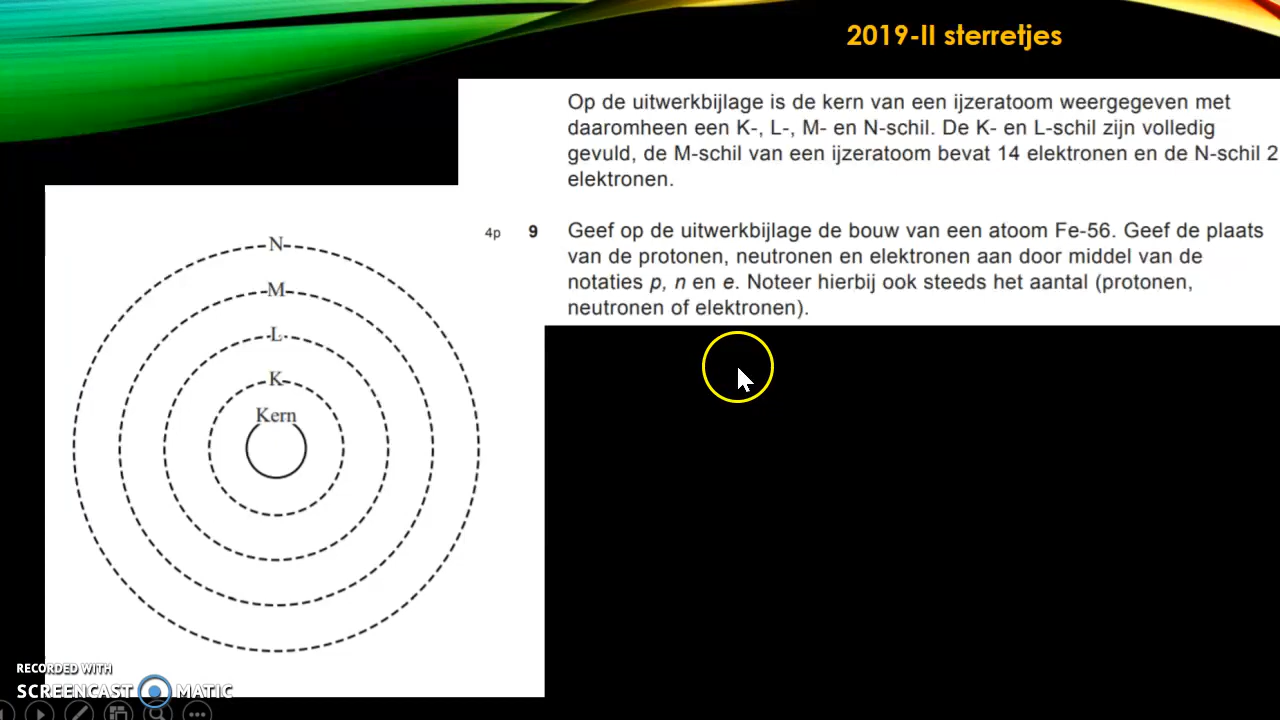 2019-II sterretjes
Op de uitwerkbijlage is de kern van een ijzeratoom weergegeven met
daaromheen een K-, L-, M- en N-schil. De K- en L-schil zijn volledig
gevuld, de M-schil van een ijzeratoom bevat 14 elektronen en de N-schil 2
elektronen.
4p 9 Geef op de uitwerkbijlage de bouw van een atoom Fe-56. Geef de plaats
van de protonen, neutronen en elektronen aan door middel van de
notaties p, n en e. Noteer hierbij ook steeds het aantal (protonen,
neutronen of elektronen).
N
M
L
K
Kern
RECORDED WITH
SCREENCAST MATIC